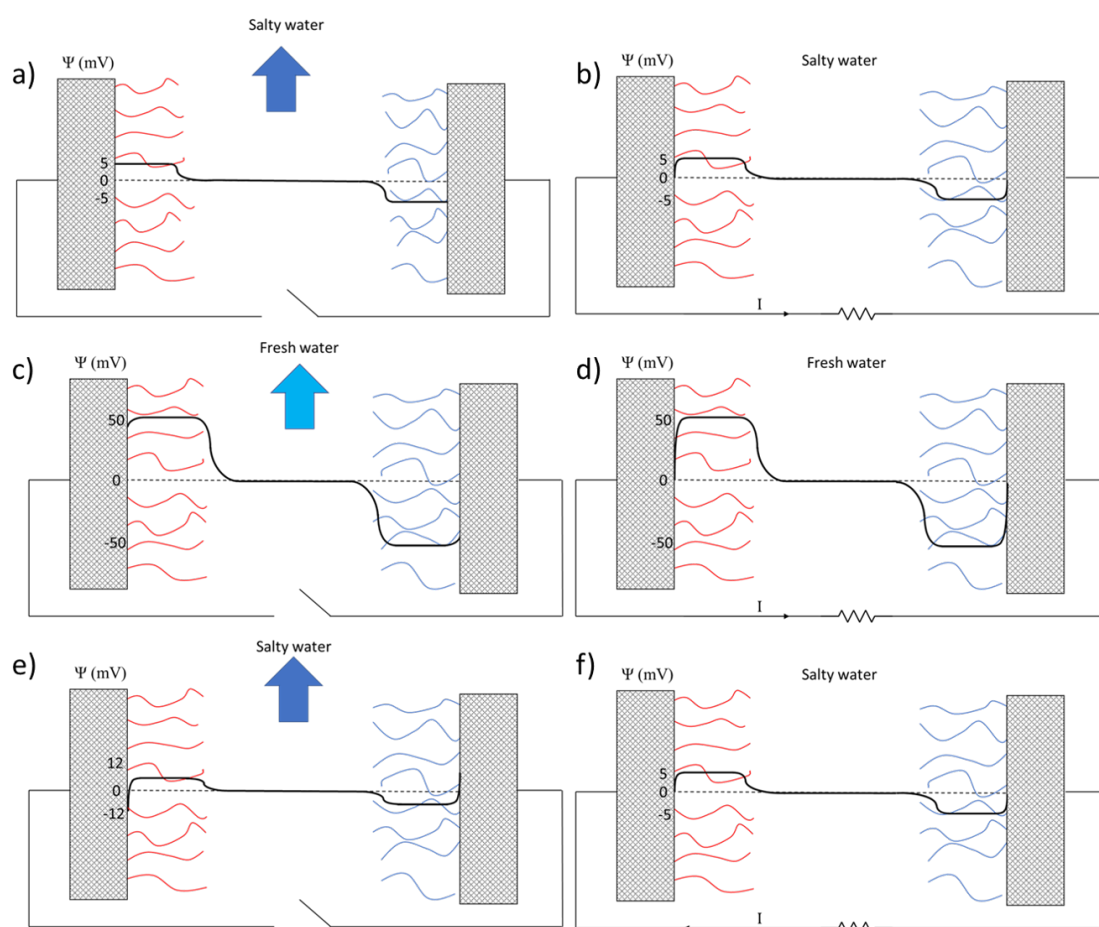 Salty water
a)
Ψ (mV)
5
0
-5
b)
Ψ (mV)
Salty water
5
0
-5
I
Fresh water
c)
Ψ (mV)
50
0
-50
d)
Ψ (mV)
Fresh water
50
0
-50
I
Salty water
e)
Ψ (mV)
12
0
-12
f)
Ψ (mV)
Salty water
5
0
-5
I